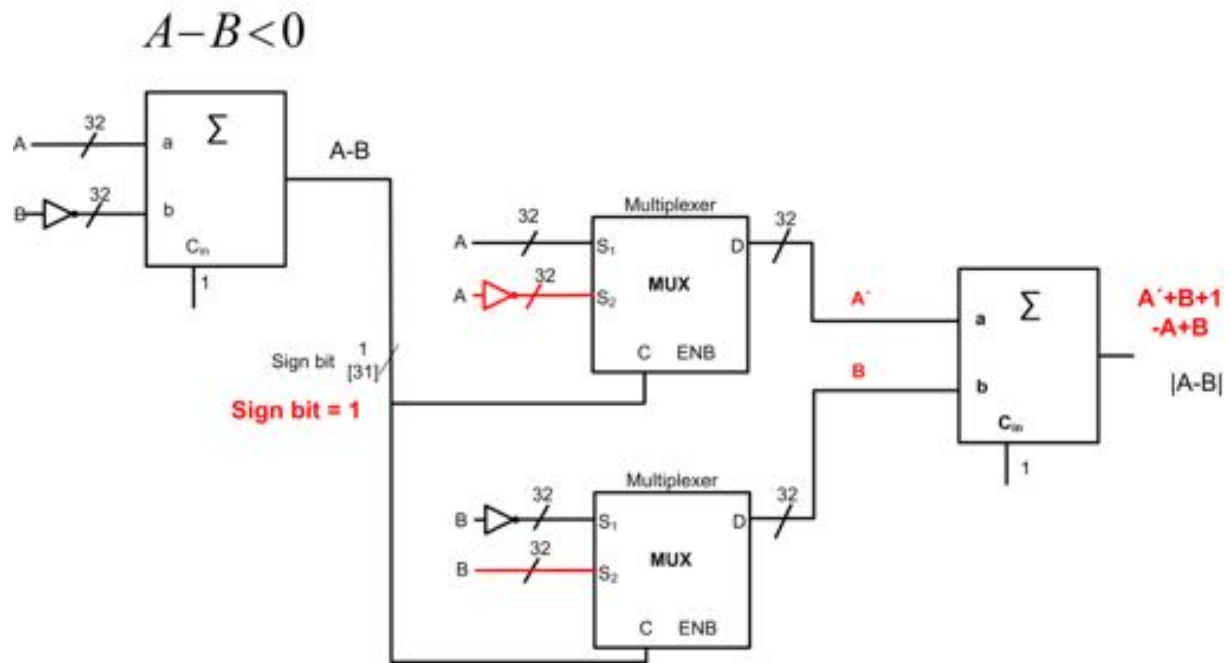 A−B<0
Σ
A 32 a
A-B
B 32 b
Cin
1
Multiplexer
A 32 S1 D 32
A 32 S2 MUX
C ENB
A´
Σ
a
A´+B+1
-A+B
Sign bit 1
[31]
Sign bit = 1
B
b
|A-B|
Cin
1
Multiplexer
B 32 S1 D 32
B 32 S2 MUX
C ENB